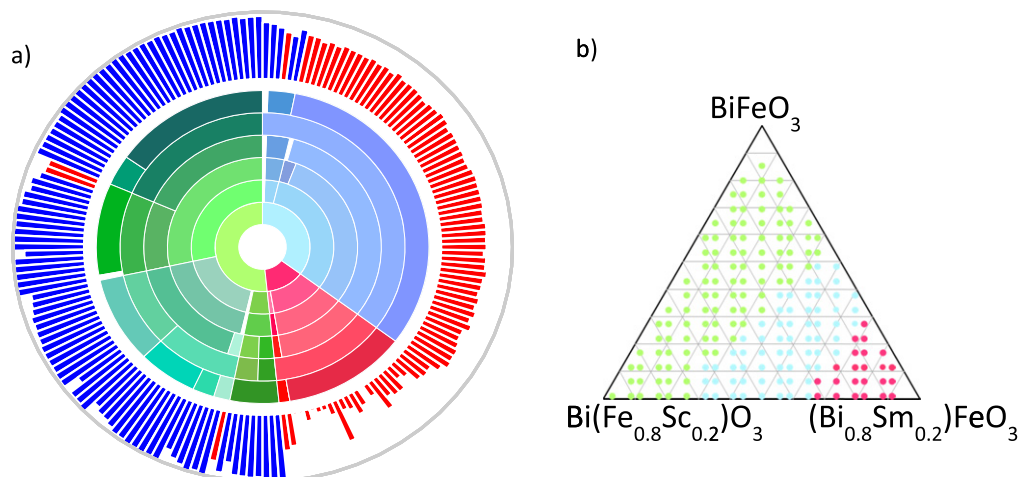 a)
b)
BiFeO₃
Bi(Fe₀.₈Sc₀.₂)O₃
(Bi₀.₈Sm₀.₂)FeO₃